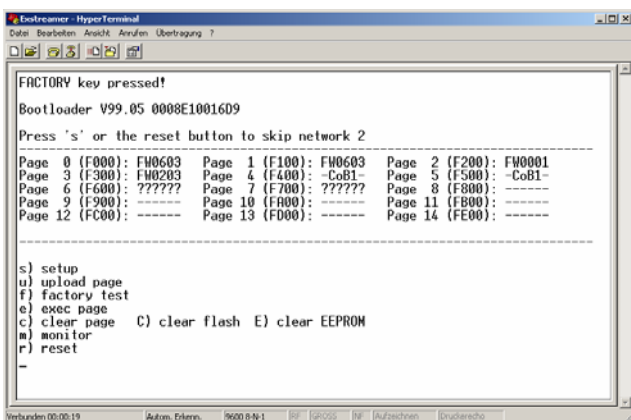 Exstreamer - HyperTerminal
Datei Bearbeiten Ansicht Anrufen Übertragung ?
FACTORY key pressed!
Bootloader V99.05 0008E10016D9
Press 's' or the reset button to skip network 2
--------------------------------------------------------------------------------
Page 0 (F000): FW0603 Page 1 (F100): FW0603 Page 2 (F200): FW0001
Page 3 (F300): FW0203 Page 4 (F400): -CoB1- Page 5 (F500): -CoB1-
Page 6 (F600): ?????? Page 7 (F700): ?????? Page 8 (F800): ------
Page 9 (F900): ------ Page 10 (FA00): ------ Page 11 (FB00): ------
Page 12 (FC00): ------ Page 13 (FD00): ------ Page 14 (FE00): ------
--------------------------------------------------------------------------------
s) setup
u) upload page
f) factory test
e) exec page
c) clear page C) clear flash E) clear EEPROM
m) monitor
r) reset
_
Verbunden 00:00:19 Autom. Erkenn. 9600 8-N-1 RF GROSS NF Aufzeichnen Druckerecho